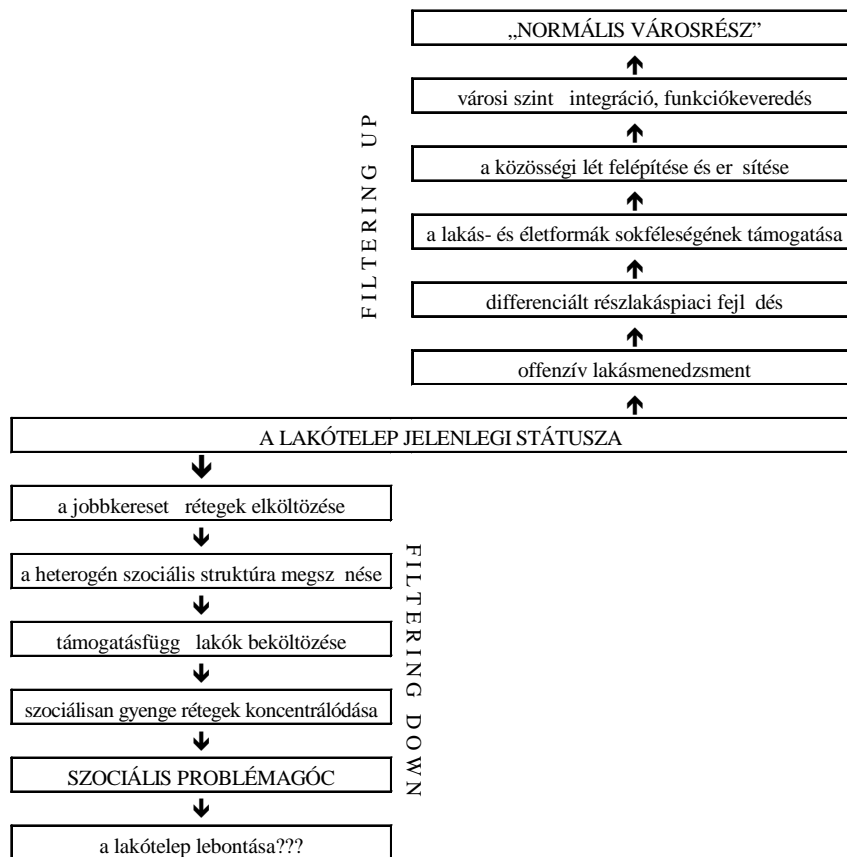 „NORMÁLIS VÁROSRÉSZ”
városi szint integráció, funkciókeveredés
a közösségi lét felépítése és er sítése
a lakás- és életformák sokféleségének támogatása
differenciált részlakáspiaci fejl dés
offenzív lakásmenedzsment
FILTERING UP
A LAKÓTELEP JELENLEGI STÁTUSZA
a jobbkereset rétegek elköltözése
a heterogén szociális struktúra megsz nése
támogatásfügg lakók beköltözése
szociálisan gyenge rétegek koncentrálódása
SZOCIÁLIS PROBLÉMAGÓC
a lakótelep lebontása???
FILTERING DOWN